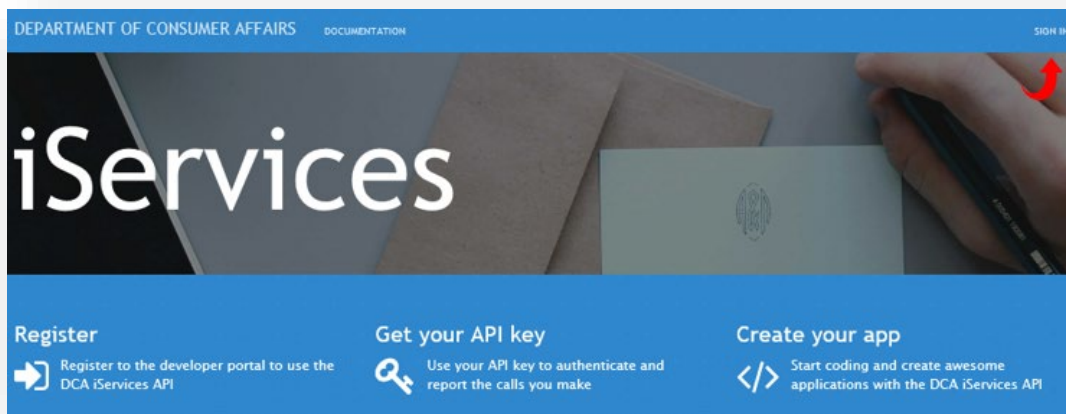 DEPARTMENT OF CONSUMER AFFAIRS DOCUMENTATION SIGN IN
iServices
Register
Register to the developer portal to use the
DCA iServices API
Get your API key
Use your API key to authenticate and
report the calls you make
Create your app
Start coding and create awesome
applications with the DCA iServices API